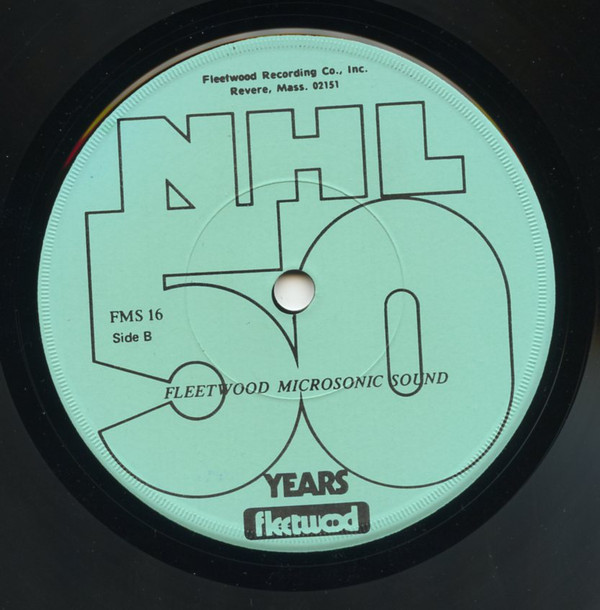 Fleetwood Recording Co., Inc.
Revere, Mass. 02151
NHL
50
FMS 16
Side B
FLEETWOOD MICROSONIC SOUND
YEARS
fleetwood